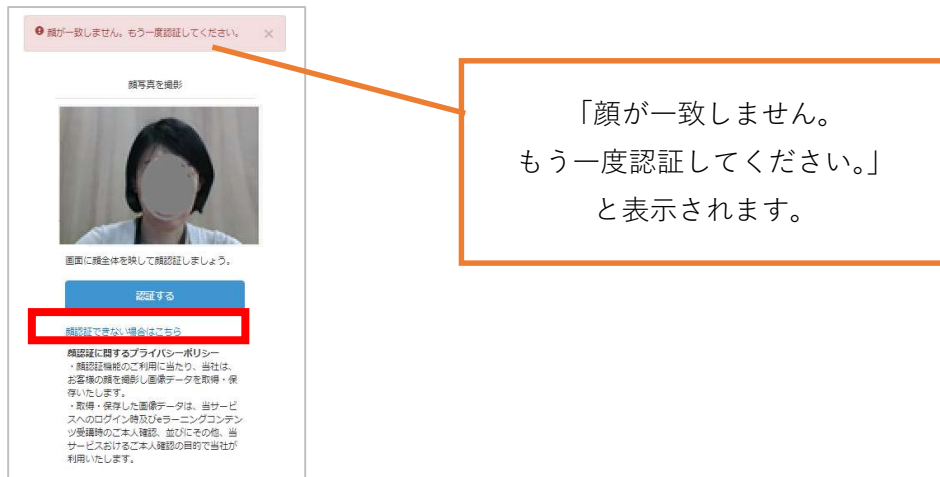 顔が一致しません。もう一度認証してください。 ×
顔写真を撮影
画面に顔全体を映して顔認証しましょう。
認証する
顔認証できない場合はこちら
顔認証に関するプライバシーポリシー
・顔認証機能のご利用に当たり、当社は、
お客様の顔を撮影し画像データを取得・保
存いたします。
・取得・保存した画像データは、当サービ
スへのログイン時及びeラーニングコンテン
ツ受講時のご本人確認、並びにその他、当
サービスおけるご本人確認の目的で当社が
利用いたします。
「顔が一致しません。
もう一度認証してください。」
と表示されます。